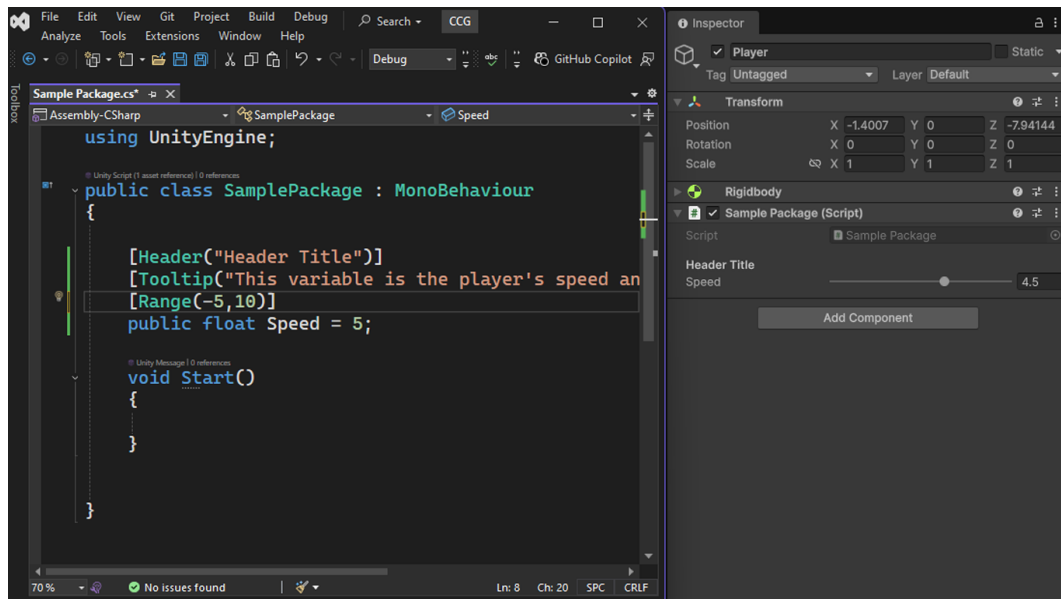 File Edit View Git Project Build Debug Search CCG
Analyze Tools Extensions Window Help
Debug GitHub Copilot
Toolbox
Sample Package.cs*
Assembly-CSharp SamplePackage Speed
using UnityEngine;
Unity Script (1 asset reference) | 0 references
public class SamplePackage : MonoBehaviour
{
[Header("Header Title")]
[Tooltip("This variable is the player's speed an
[Range(-5,10)]
public float Speed = 5;
Unity Message | 0 references
void Start()
{
}
}
70 % No issues found Ln: 8 Ch: 20 SPC CRLF
Inspector
Player Static
Tag Untagged Layer Default
Transform
Position X -1.4007 Y 0 Z -7.94144
Rotation X 0 Y 0 Z 0
Scale X 1 Y 1 Z 1
Rigidbody
# Sample Package (Script)
Script # Sample Package
Header Title
Speed 4.5
Add Component